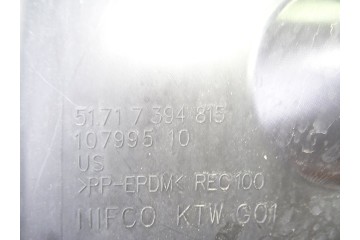 51.71 7 394 815
107995 10
US
>PP-EPDM< REC100
NIFCO KTW G01